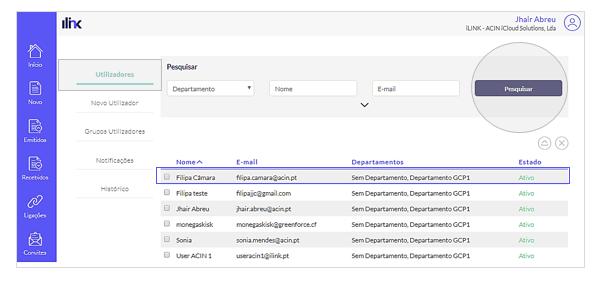 ilink
Jhair Abreu
iLINK - ACIN iCloud Solutions, Lda
Início
Novo
Emitidos
Recebidos
Ligações
Convites
Utilizadores
Novo Utilizador
Grupos Utilizadores
Notificações
Histórico
Pesquisar
Departamento Nome E-mail Pesquisar
Nome E-mail Departamentos Estado
Filipa Câmara filipa.camara@acin.pt Sem Departamento, Departamento GCP1 Ativo
Filipa teste filipajjc@gmail.com Sem Departamento, Departamento GCP1 Ativo
Jhair Abreu jhair.abreu@acin.pt Sem Departamento, Departamento GCP1 Ativo
monegaskisk monegaskisk@greenforce.cf Sem Departamento, Departamento GCP1 Ativo
Sonia sonia.mendes@acin.pt Sem Departamento, Departamento GCP1 Ativo
User ACIN 1 useracin1@ilink.pt Sem Departamento, Departamento GCP1 Ativo